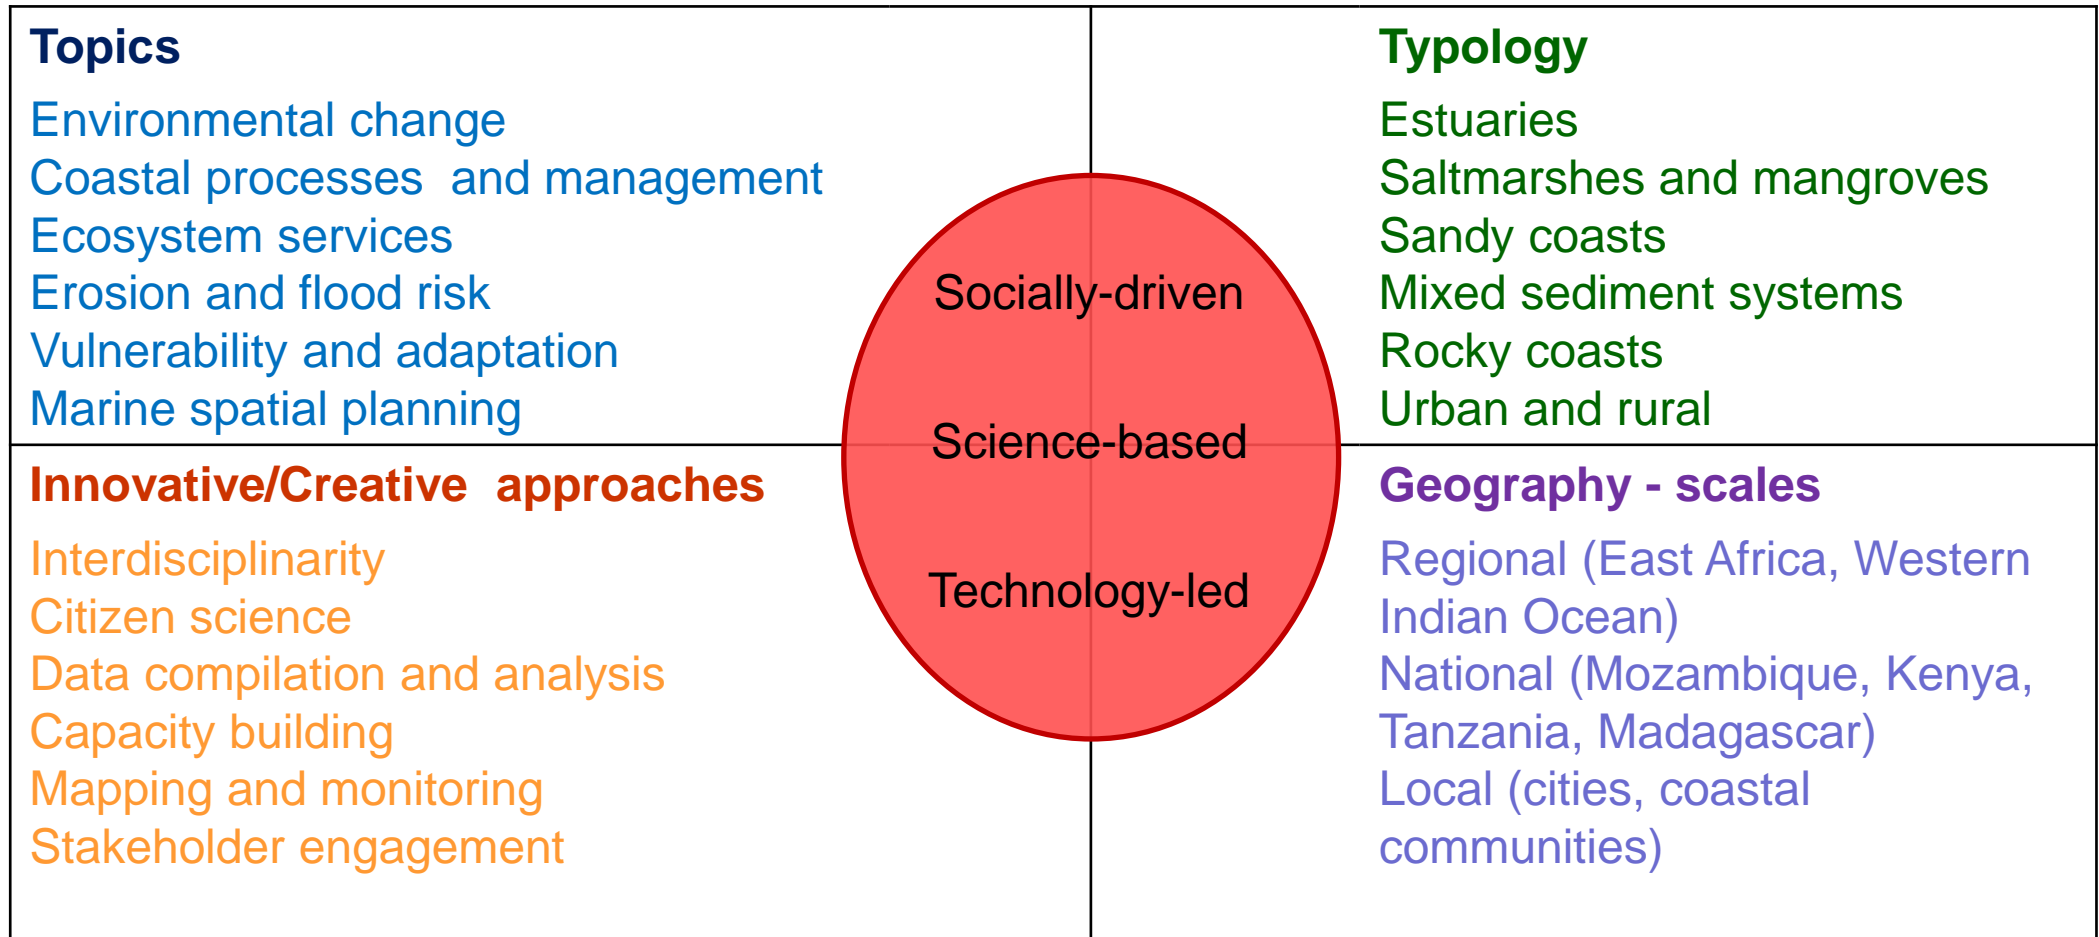 Topics
Environmental change
Coastal processes  and management
Ecosystem services
Erosion and flood risk
Vulnerability and adaptation
Marine spatial planning
Typology
Estuaries
Saltmarshes and mangroves
Sandy coasts
Mixed sediment systems
Rocky coasts
Urban and rural
Socially-driven
Science-based
Technology-led
Innovative/Creative  approaches
Interdisciplinarity
Citizen science
Data compilation and analysis
Capacity building
Mapping and monitoring
Stakeholder engagement
Geography - scales
Regional (East Africa, Western
Indian Ocean)
National (Mozambique, Kenya,
Tanzania, Madagascar)
Local (cities, coastal
communities)